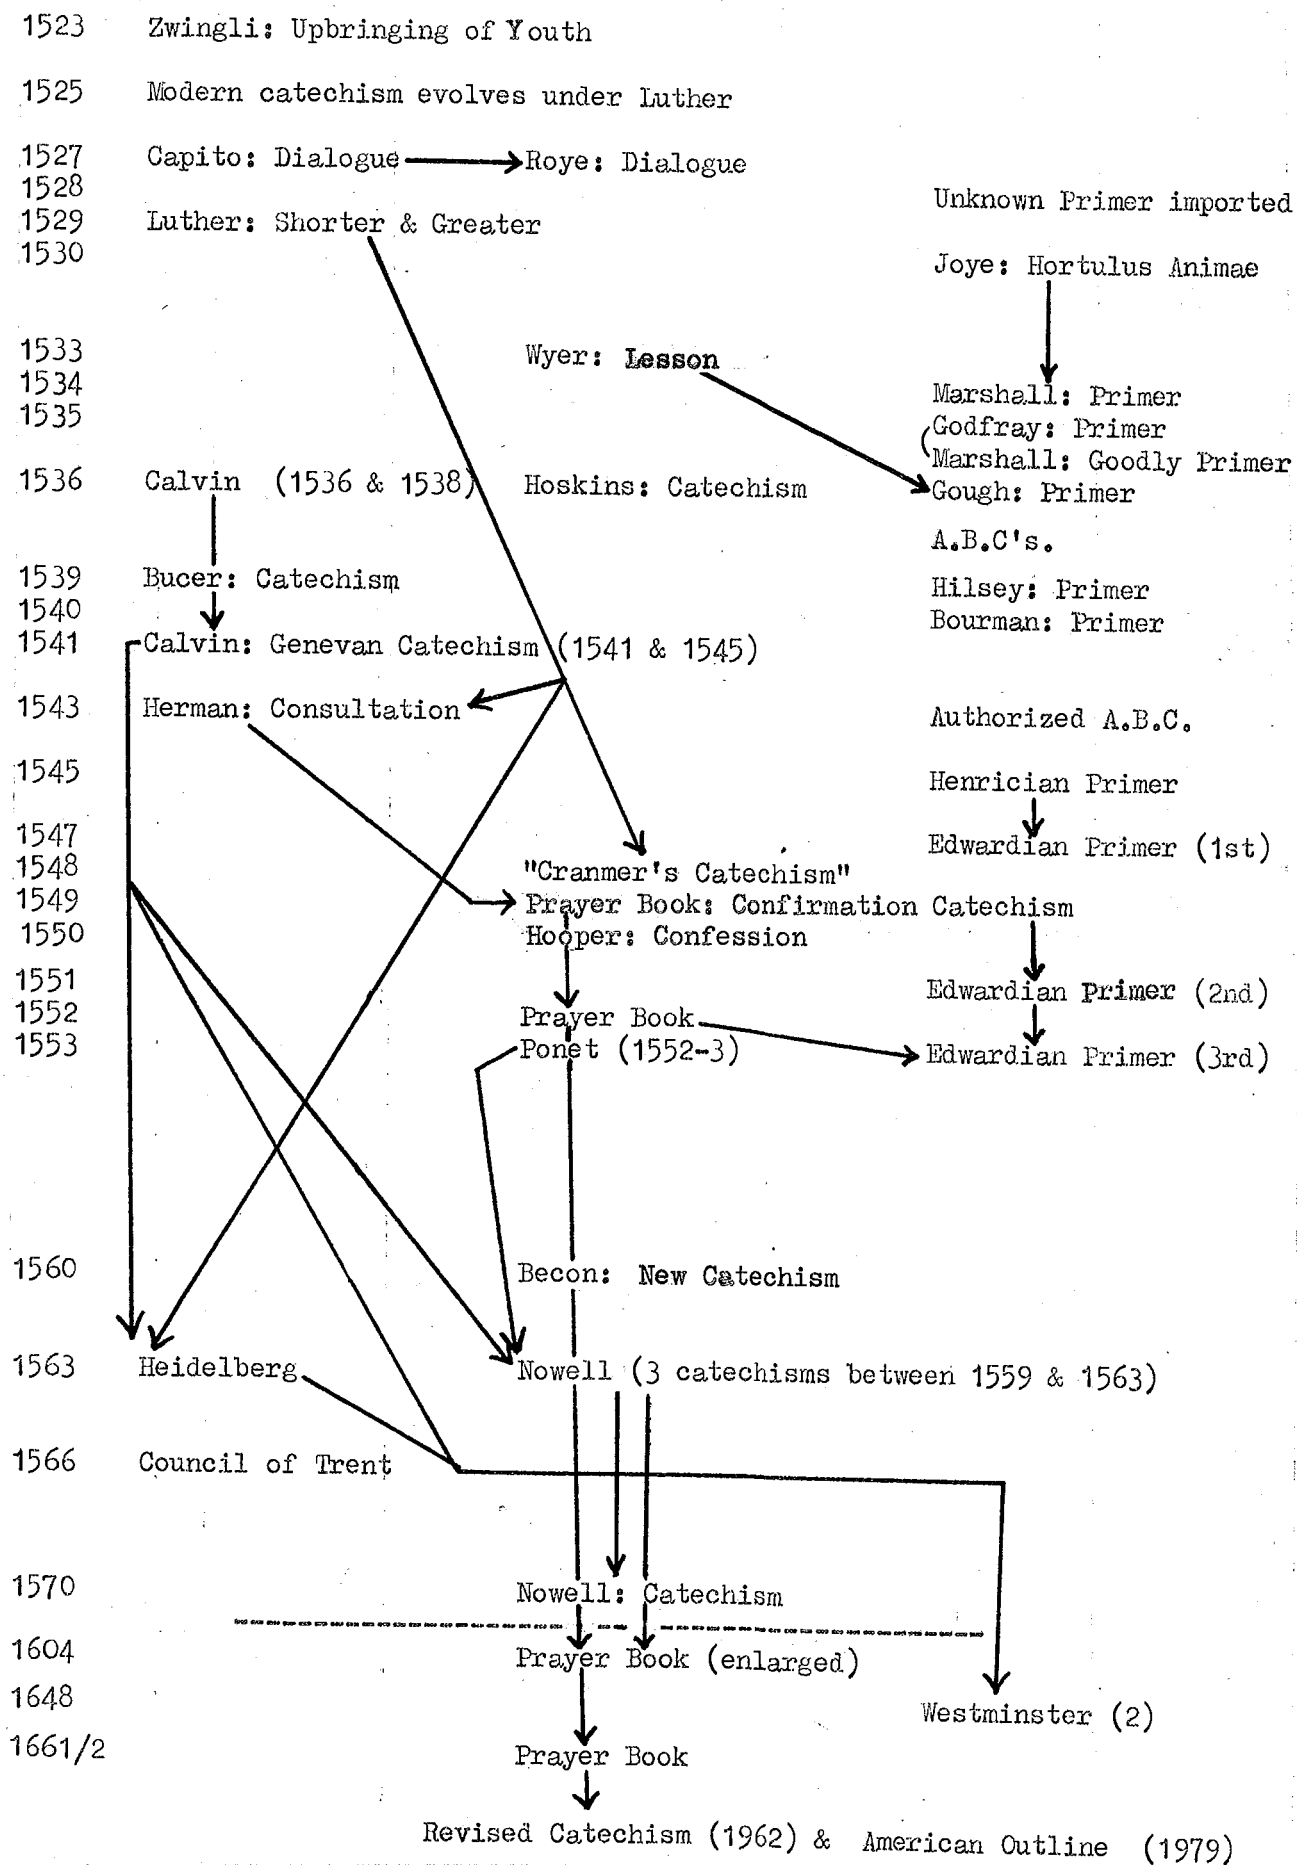 1523 Zwingli: Upbringing of Youth
1525 Modern catechism evolves under Luther
1527 Capito: Dialogue Roye: Dialogue
1528
Unknown Primer imported
1529 Luther: Shorter & Greater
1530
Joye: Hortulus Animae
1533 Wyer: Lesson
1534
Marshall: Primer
1535
Godfray: Primer
Marshall: Goodly Primer
1536 Calvin (1536 & 1538) Hoskins: Catechism Gough: Primer
A.B.C's.
1539 Bucer: Catechism Hilsey: Primer
1540 Bourman: Primer
1541 Calvin: Genevan Catechism (1541 & 1545)
1543 Herman: Consultation Authorized A.B.C.
1545 Henrician Primer
1547 Edwardian Primer (1st)
1548 "Cranmer's Catechism"
1549 Prayer Book: Confirmation Catechism
1550 Hooper: Confession
1551 Edwardian Primer (2nd)
1552 Prayer Book
1553 Ponet (1552-3) Edwardian Primer (3rd)
1560 Becon: New Catechism
1563 Heidelberg Nowell (3 catechisms between 1559 & 1563)
1566 Council of Trent
1570 Nowell: Catechism
1604 Prayer Book (enlarged)
1648 Westminster (2)
1661/2 Prayer Book
Revised Catechism (1962) & American Outline (1979)